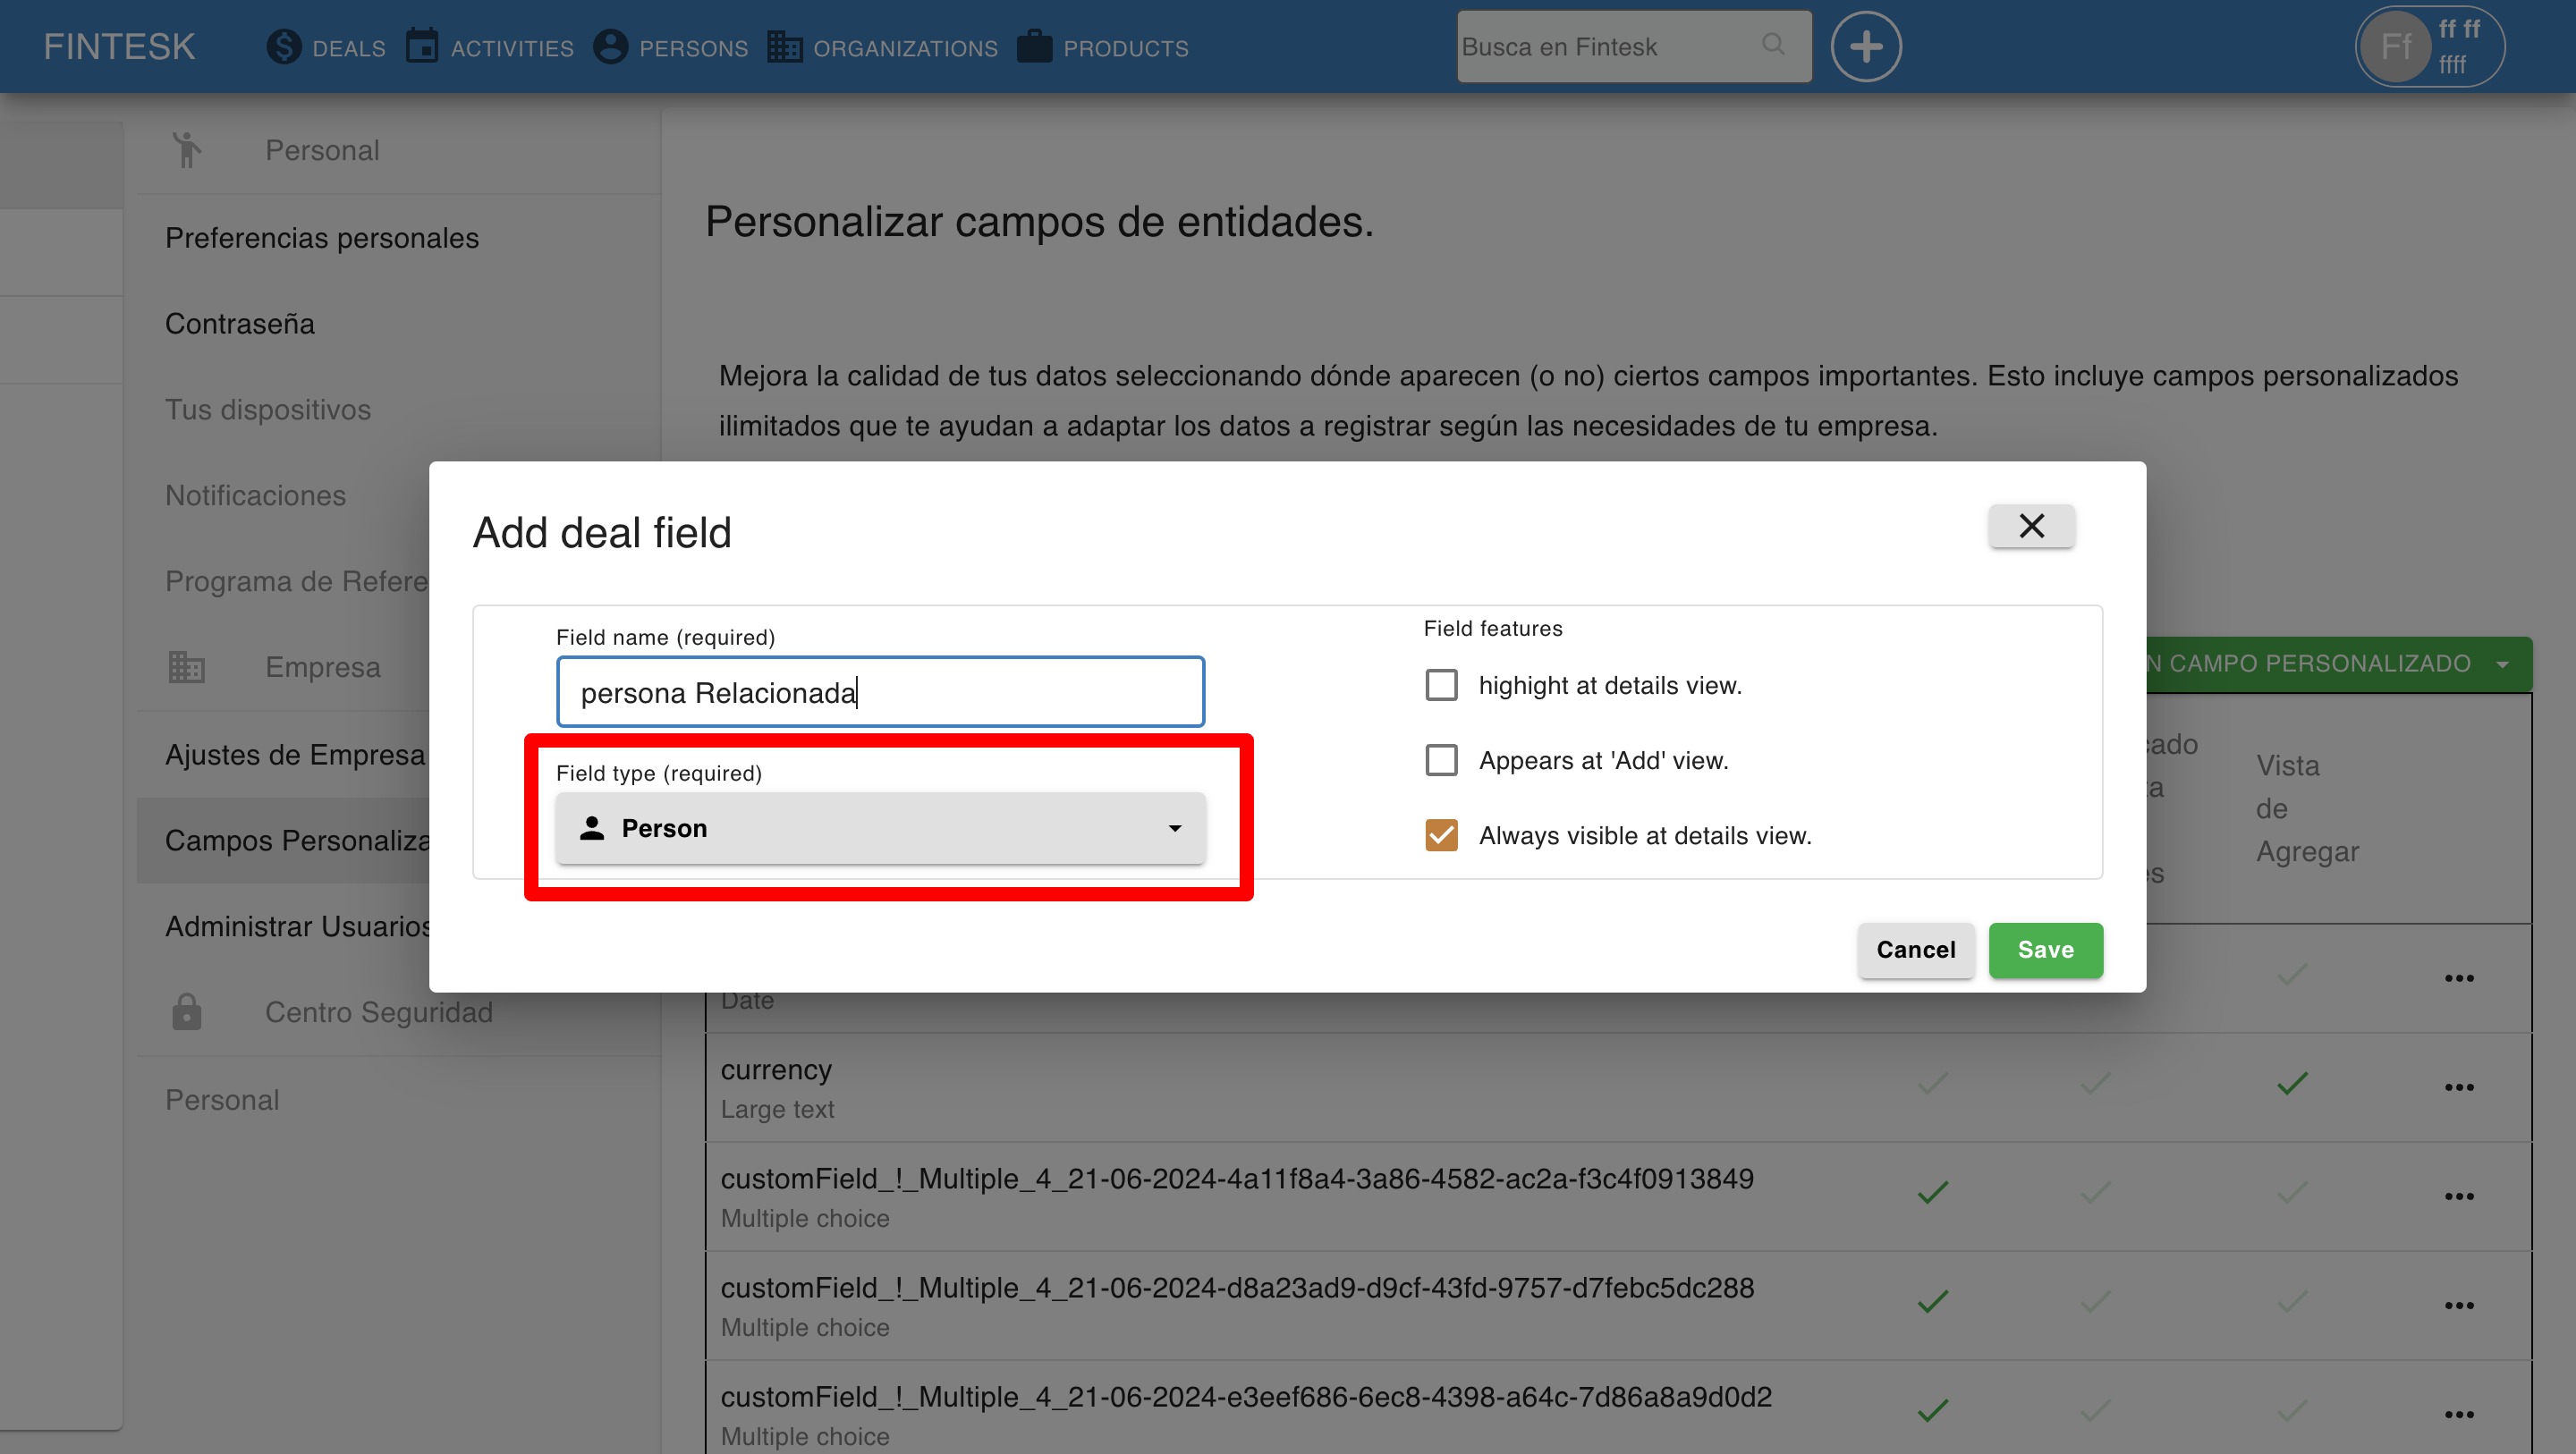 FINTESK
DEALS
ACTIVITIES
PERSONS
ORGANIZATIONS
PRODUCTS
Busca en Fintesk
Ff
ff ff
ffff
Personal
Preferencias personales
Contraseña
Tus dispositivos
Notificaciones
Programa de Refere
Empresa
Ajustes de Empresa
Campos Personaliza
Administrar Usuarios
Centro Seguridad
Personal
Personalizar campos de entidades.
Mejora la calidad de tus datos seleccionando dónde aparecen (o no) ciertos campos importantes. Esto incluye campos personalizados
ilimitados que te ayudan a adaptar los datos a registrar según las necesidades de tu empresa.
Add deal field
Field name (required)
persona Relacionada
Field type (required)
Person
Field features
highight at details view.
Appears at 'Add' view.
Always visible at details view.
Cancel
Save
N CAMPO PERSONALIZADO
Vista
de
Agregar
Date
currency
Large text
customField_!_Multiple_4_21-06-2024-4a11f8a4-3a86-4582-ac2a-f3c4f0913849
Multiple choice
customField_!_Multiple_4_21-06-2024-d8a23ad9-d9cf-43fd-9757-d7febc5dc288
Multiple choice
customField_!_Multiple_4_21-06-2024-e3eef686-6ec8-4398-a64c-7d86a8a9d0d2
Multiple choice